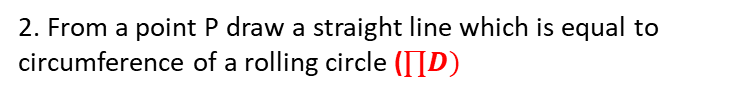 2. From a point P draw a straight line which is equal to
circumference of a rolling circle (∏D)